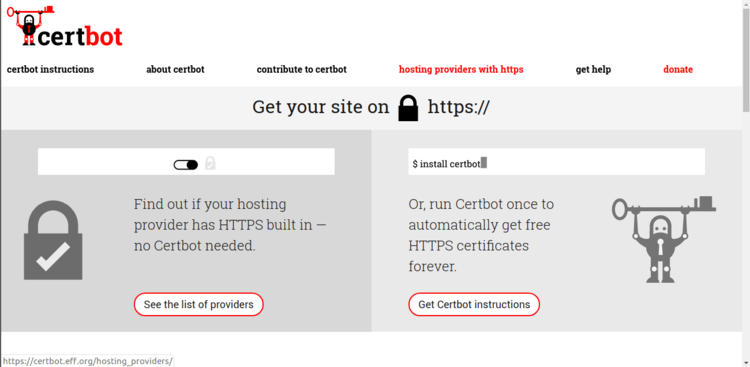 certbot
certbot instructions about certbot contribute to certbot hosting providers with https get help donate
Get your site on https://
Find out if your hosting
provider has HTTPS built in —
no Certbot needed.
See the list of providers
$ install certbot
Or, run Certbot once to
automatically get free
HTTPS certificates
forever.
Get Certbot instructions
https://certbot.eff.org/hosting_providers/